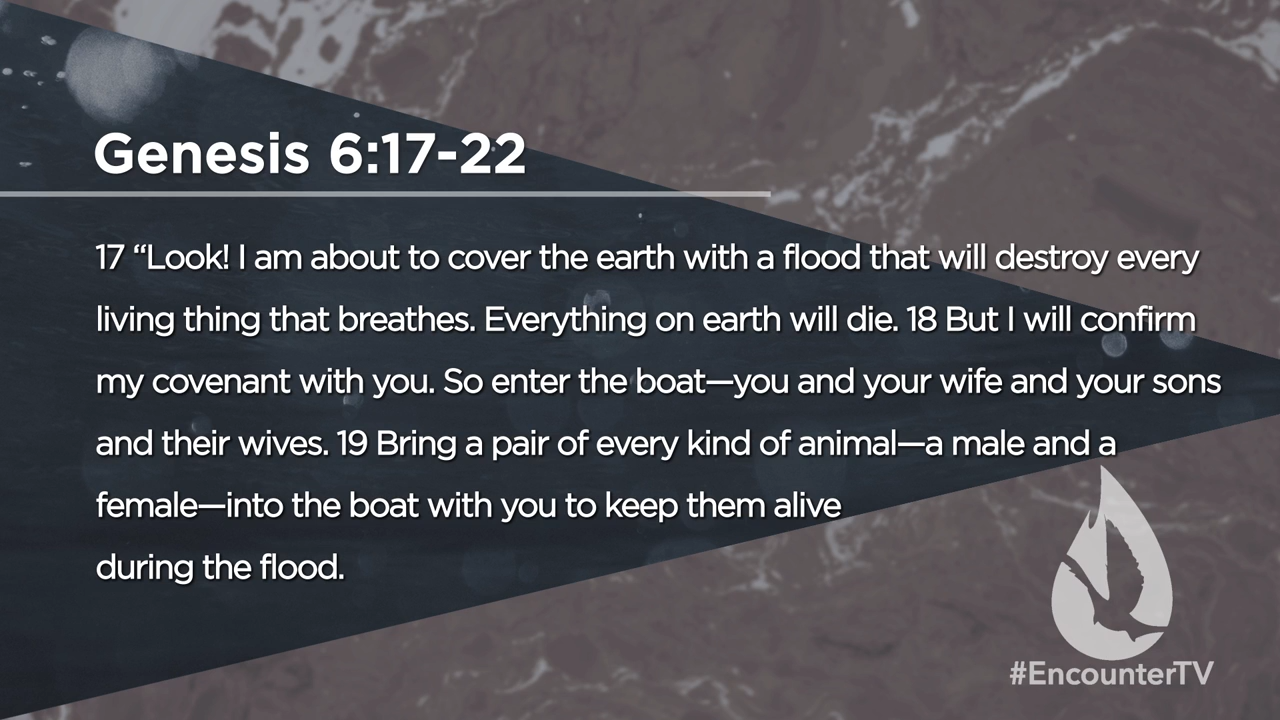 Genesis 6:17-22
17 “Look! I am about to cover the earth with a flood that will destroy every
living thing that breathes. Everything on earth will die. 18 But I will confirm
my covenant with you. So enter the boat—you and your wife and your sons
and their wives. 19 Bring a pair of every kind of animal—a male and a
female—into the boat with you to keep them alive
during the flood.
#EncounterTV